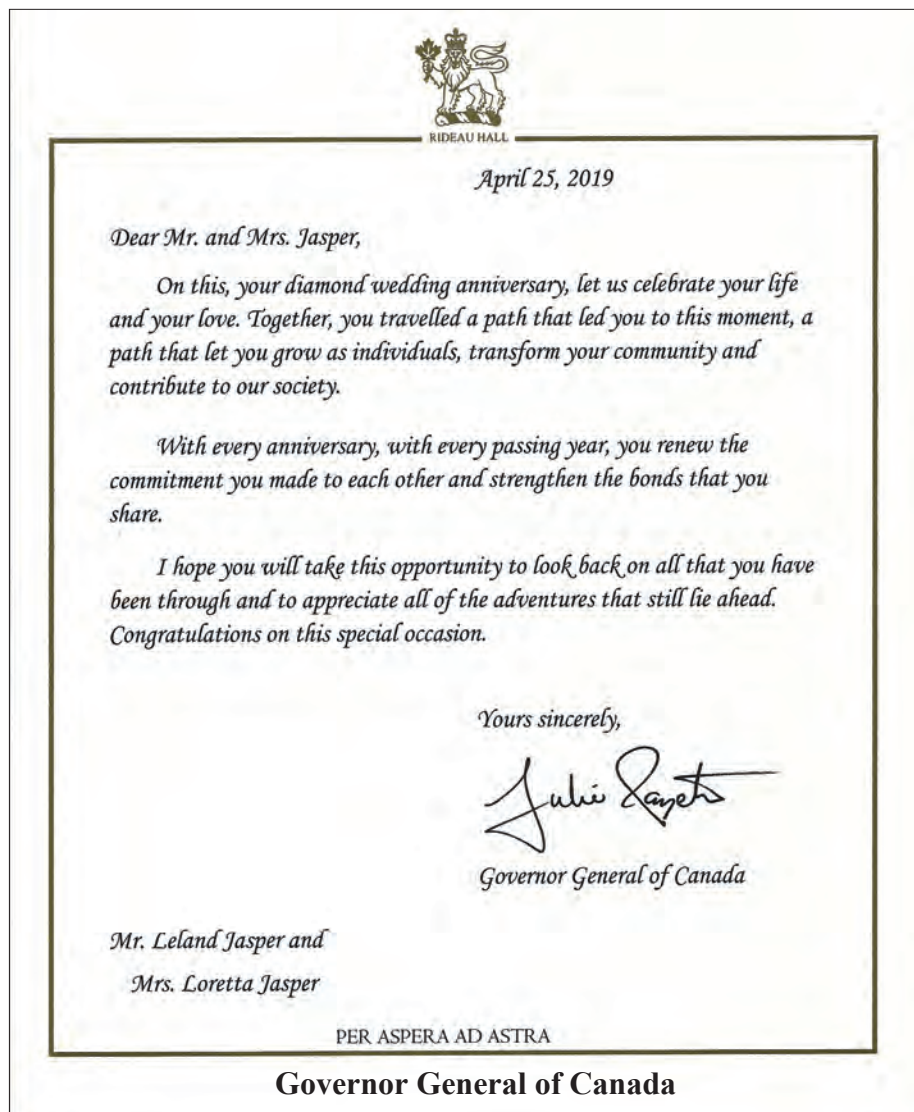 RIDEAU HALL
April 25, 2019
Dear Mr. and Mrs. Jasper,
On this, your diamond wedding anniversary, let us celebrate your life
and your love. Together, you travelled a path that led you to this moment, a
path that let you grow as individuals, transform your community and
contribute to our society.
With every anniversary, with every passing year, you renew the
commitment you made to each other and strengthen the bonds that you
share.
I hope you will take this opportunity to look back on all that you have
been through and to appreciate all of the adventures that still lie ahead.
Congratulations on this special occasion.
Yours sincerely,
Julie Payette
Governor General of Canada
Mr. Leland Jasper and
Mrs. Loretta Jasper
PER ASPERA AD ASTRA
Governor General of Canada